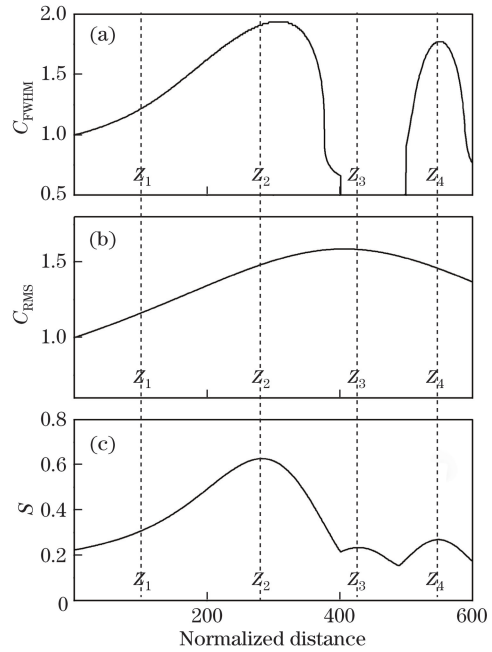 2.0
(a)
1.5
C_FWHM
1.0
Z_1 Z_2 Z_3 Z_4
0.5
(b)
1.5
C_RMS
1.0
Z_1 Z_2 Z_3 Z_4
0.8
(c)
0.6
S
0.4
0.2
Z_1 Z_2 Z_3 Z_4
0
200 400 600
Normalized distance